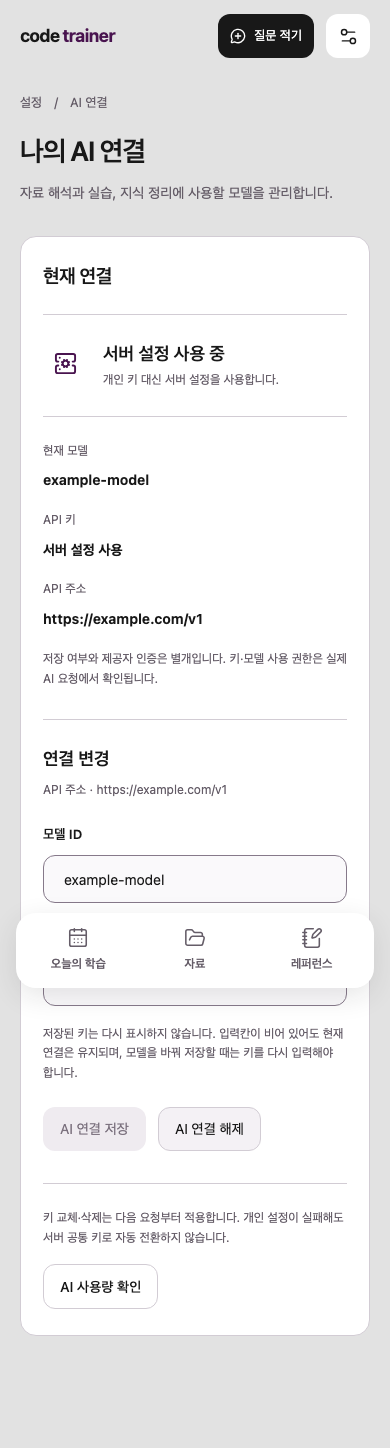 code trainer
질문 적기
설정 / AI 연결
나의 AI 연결
자료 해석과 실습, 지식 정리에 사용할 모델을 관리합니다.
현재 연결
서버 설정 사용 중
개인 키 대신 서버 설정을 사용합니다.
현재 모델
example-model
API 키
서버 설정 사용
API 주소
https://example.com/v1
저장 여부와 제공자 인증은 별개입니다. 키·모델 사용 권한은 실제
AI 요청에서 확인됩니다.
연결 변경
API 주소 · https://example.com/v1
모델 ID
example-model
오늘의 학습
자료
레퍼런스
저장된 키는 다시 표시하지 않습니다. 입력칸이 비어 있어도 현재
연결은 유지되며, 모델을 바꿔 저장할 때는 키를 다시 입력해야
합니다.
AI 연결 저장
AI 연결 해제
키 교체·삭제는 다음 요청부터 적용합니다. 개인 설정이 실패해도
서버 공통 키로 자동 전환하지 않습니다.
AI 사용량 확인